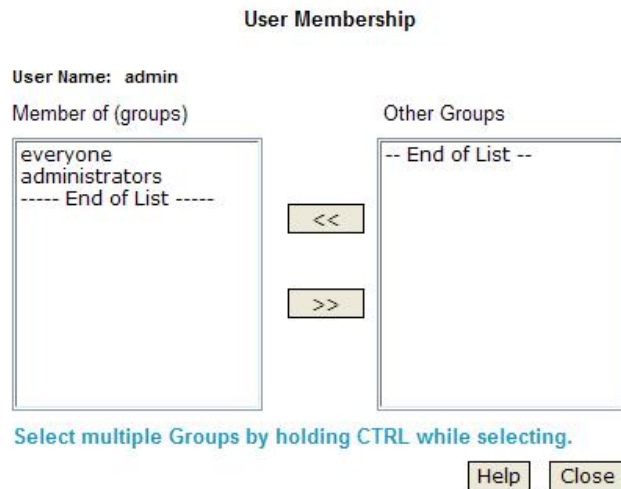 User Membership
User Name: admin
Member of (groups)
Other Groups
everyone
administrators
----- End of List -----
-- End of List --
<<
>>
Select multiple Groups by holding CTRL while selecting.
Help
Close